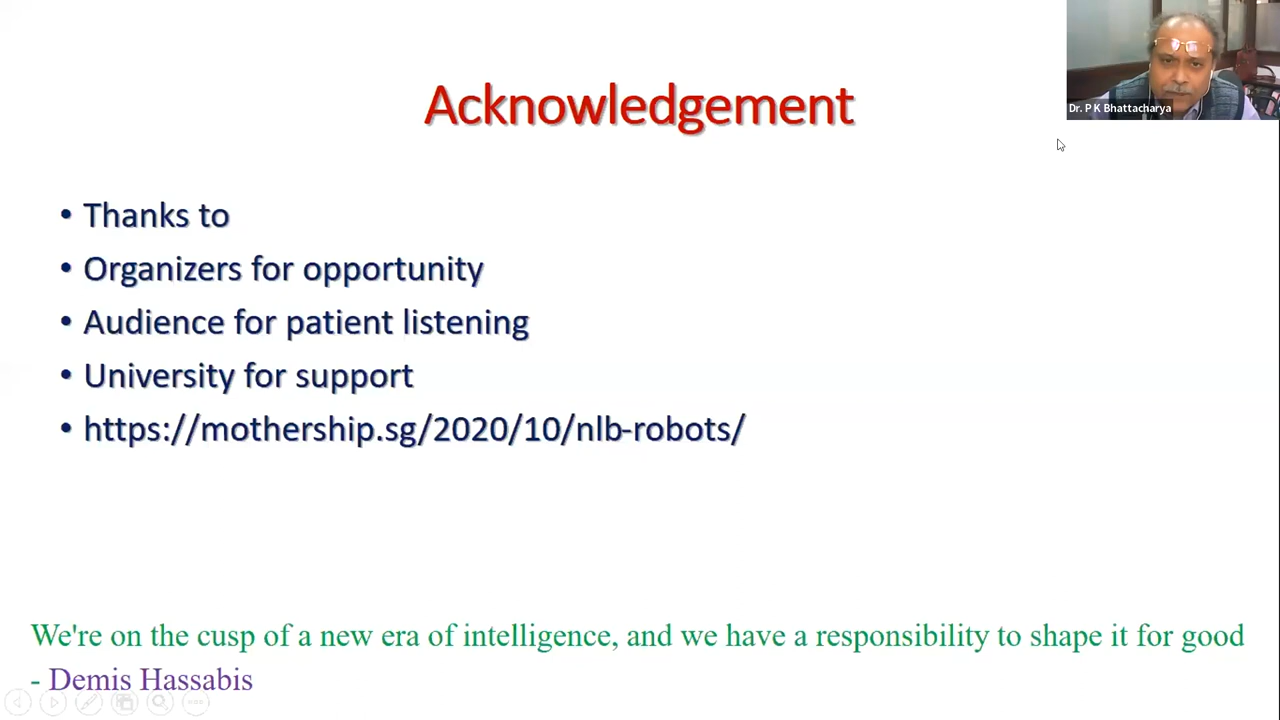 Dr. P K Bhattacharya
Acknowledgement
• Thanks to
• Organizers for opportunity
• Audience for patient listening
• University for support
• https://mothership.sg/2020/10/nlb-robots/
We're on the cusp of a new era of intelligence, and we have a responsibility to shape it for good
- Demis Hassabis